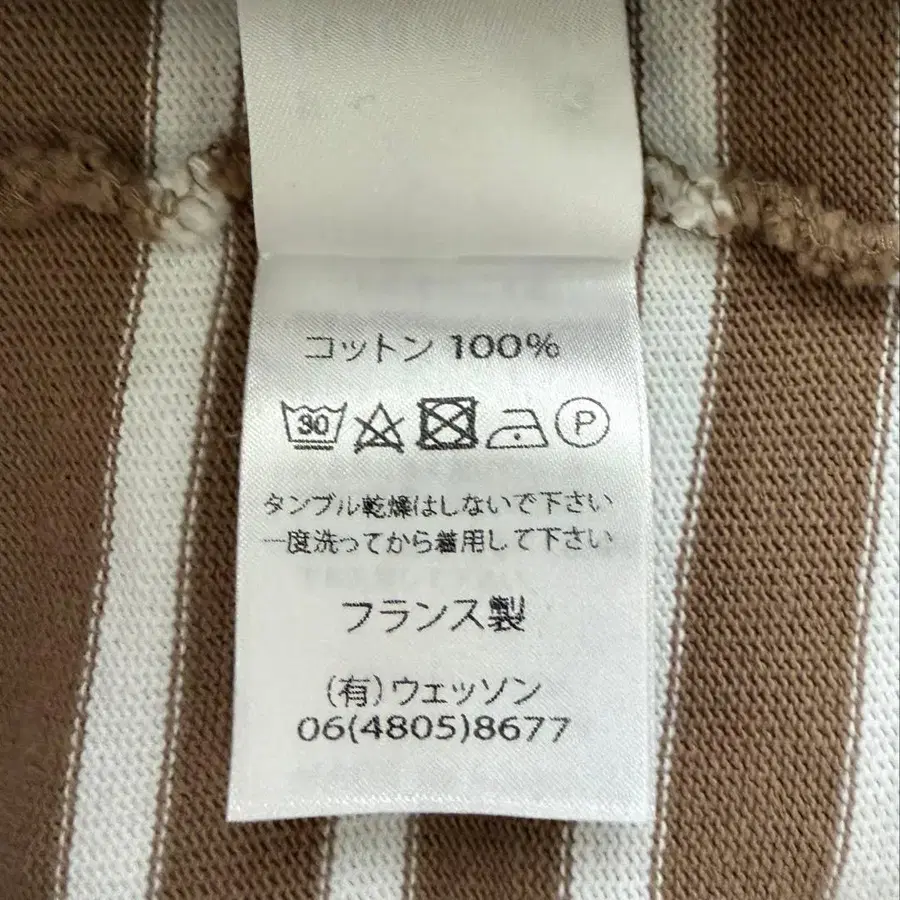 コットン 100%
30 P
タンブル乾燥はしないで下さい
一度洗ってから着用して下さい
フランス製
(有)ウェッソン
06(4805)8677